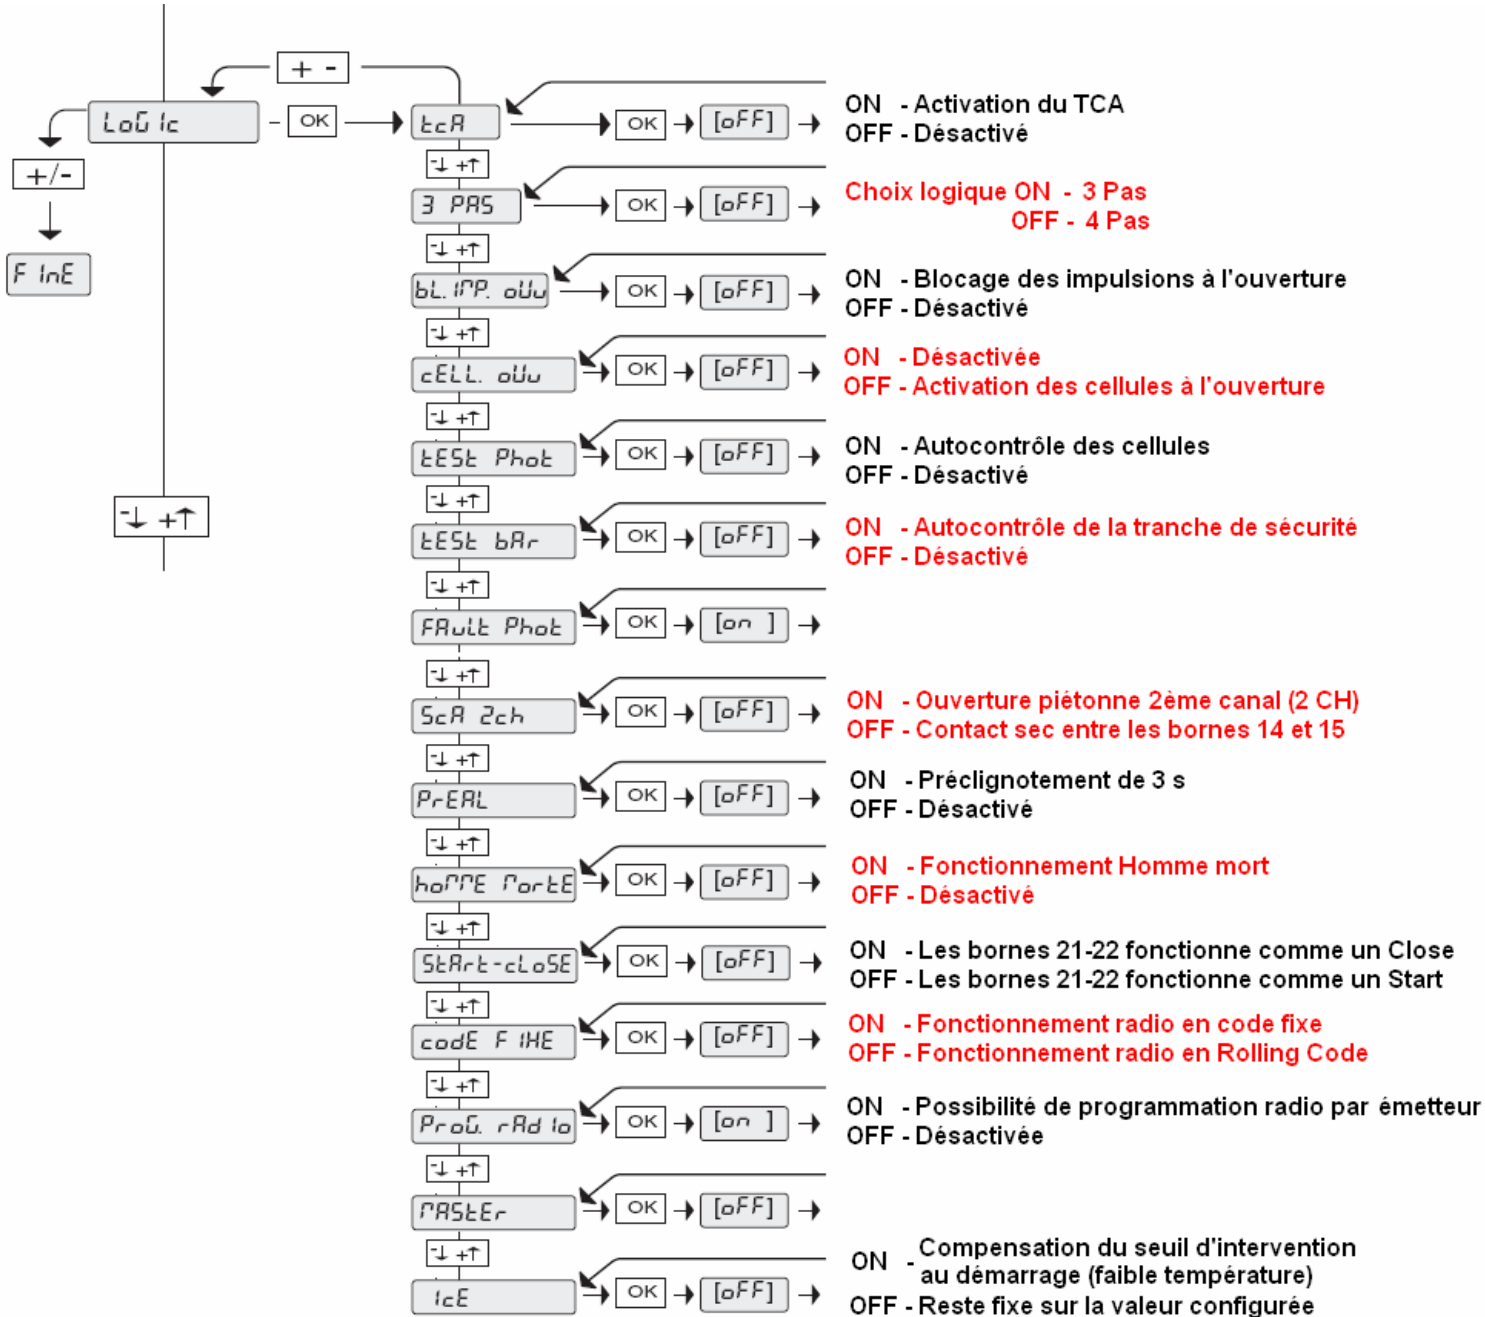 + -
LoGIc
OK
tcA
OK
[oFF]
ON - Activation du TCA
OFF - Désactivé
+/-
FInE
-↓ +↑
3 PAS
OK
[oFF]
Choix logique ON - 3 Pas
OFF - 4 Pas
-↓ +↑
bL. IMP. oUv
OK
[oFF]
ON - Blocage des impulsions à l'ouverture
OFF - Désactivé
-↓ +↑
cELL. oUv
OK
[oFF]
ON - Désactivée
OFF - Activation des cellules à l'ouverture
-↓ +↑
tESt Phot
OK
[oFF]
ON - Autocontrôle des cellules
OFF - Désactivé
-↓ +↑
-↓ +↑
tESt bAr
OK
[oFF]
ON - Autocontrôle de la tranche de sécurité
OFF - Désactivé
-↓ +↑
FAult Phot
OK
[on ]
-↓ +↑
ScA 2ch
OK
[oFF]
ON - Ouverture piétonne 2ème canal (2 CH)
OFF - Contact sec entre les bornes 14 et 15
-↓ +↑
PrEAL
OK
[oFF]
ON - Préclignotement de 3 s
OFF - Désactivé
-↓ +↑
hoMME MortE
OK
[oFF]
ON - Fonctionnement Homme mort
OFF - Désactivé
-↓ +↑
StArt-cLoSE
OK
[oFF]
ON - Les bornes 21-22 fonctionne comme un Close
OFF - Les bornes 21-22 fonctionne comme un Start
-↓ +↑
codE FIHE
OK
[oFF]
ON - Fonctionnement radio en code fixe
OFF - Fonctionnement radio en Rolling Code
-↓ +↑
ProG. rAdIo
OK
[on ]
ON - Possibilité de programmation radio par émetteur
OFF - Désactivée
-↓ +↑
MAStEr
OK
[oFF]
-↓ +↑
IcE
OK
[oFF]
ON - Compensation du seuil d'intervention
au démarrage (faible température)
OFF - Reste fixe sur la valeur configurée